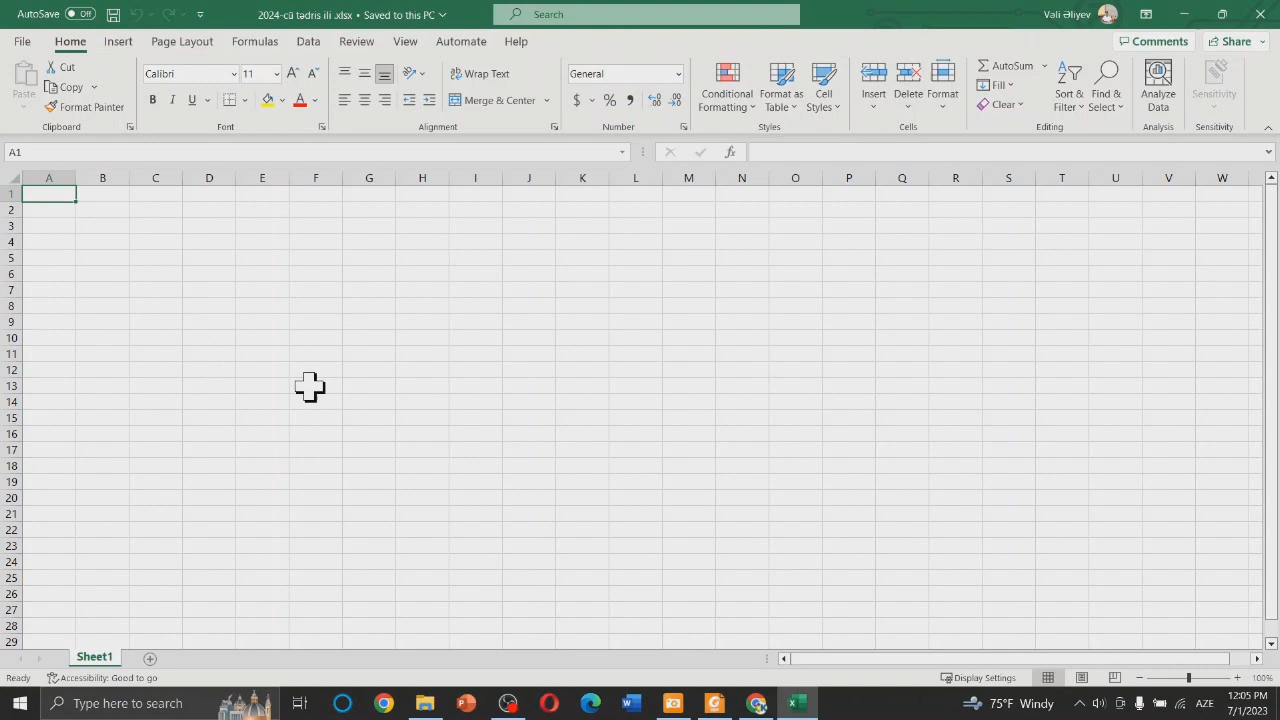 AutoSave Off 2024-cü tədris ili .xlsx • Saved to this PC Search Vəli Əliyev
File Home Insert Page Layout Formulas Data Review View Automate Help Comments Share
Paste Cut Copy Format Painter Clipboard
Calibri 11 B I U A Font
Wrap Text Merge & Center Alignment
General $ % , Number
Conditional Formatting Format as Table Cell Styles Styles
Insert Delete Format Cells
AutoSum Fill Clear Sort & Filter Find & Select Editing
Analyze Data Analysis
Sensitivity Sensitivity
A1 fx
A B C D E F G H I J K L M N O P Q R S T U V W
1
2
3
4
5
6
7
8
9
10
11
12
13
14
15
16
17
18
19
20
21
22
23
24
25
26
27
28
29
Sheet1
Ready Accessibility: Good to go Display Settings 100%
Type here to search 75°F Windy AZE 12:05 PM
7/1/2023